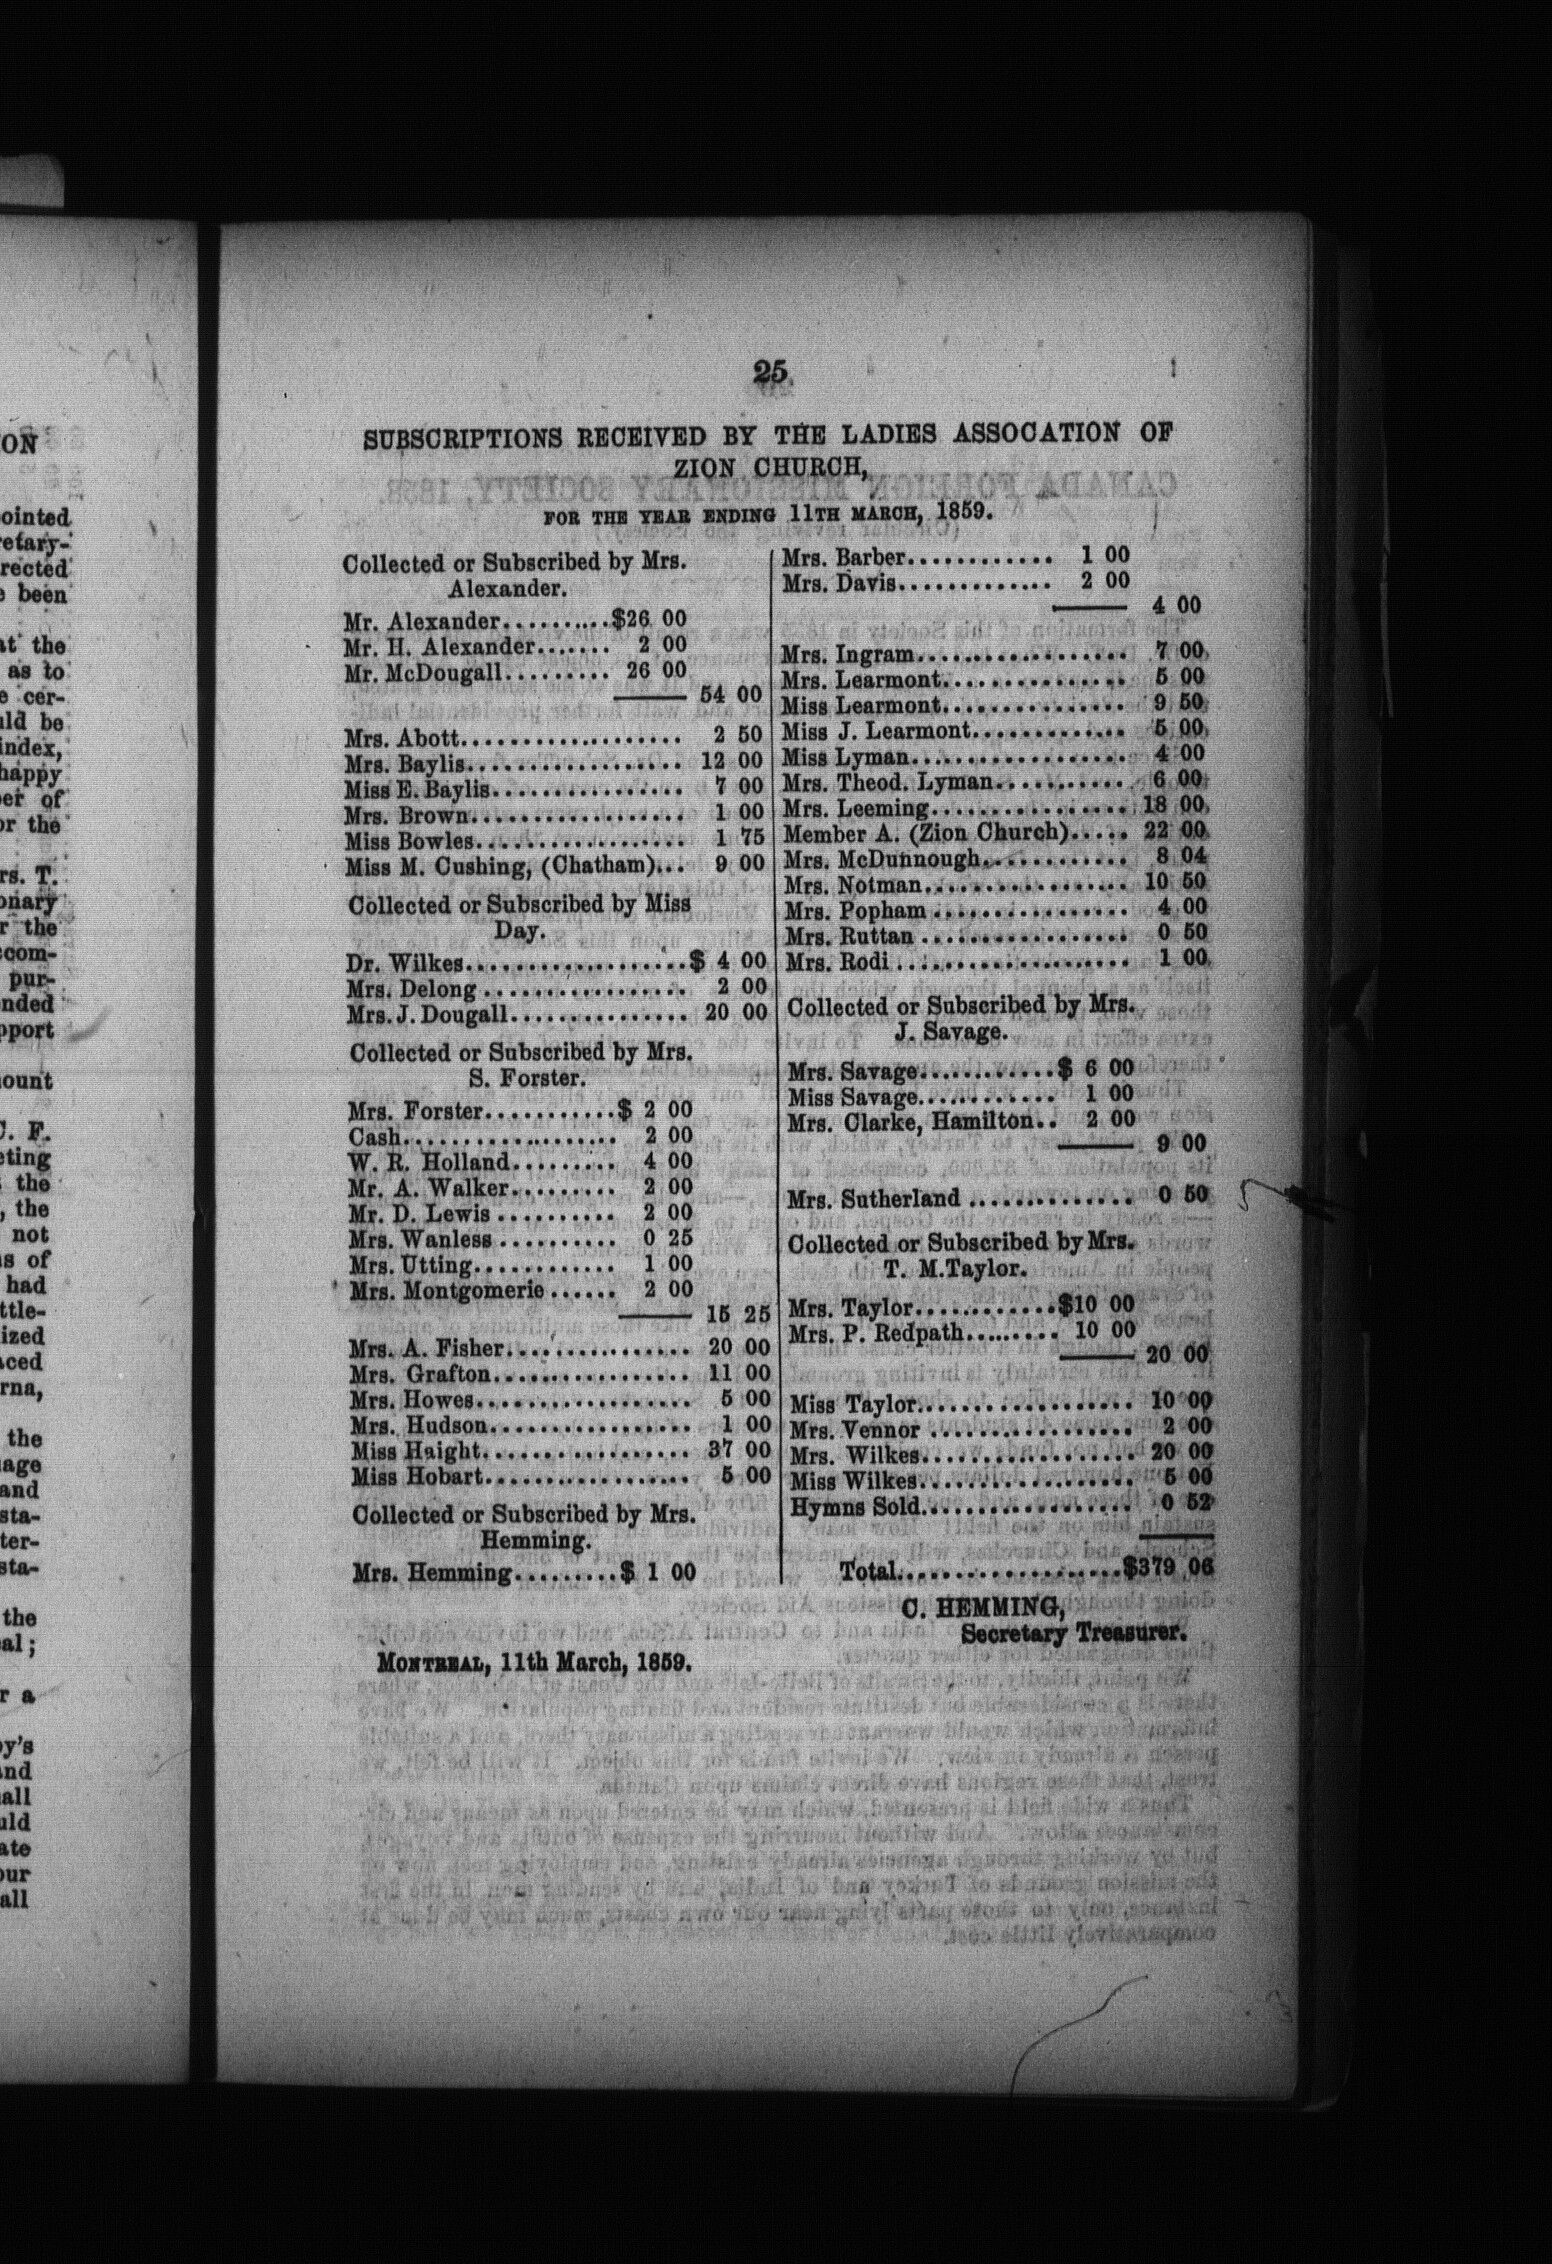 25
SUBSCRIPTIONS RECEIVED BY THE LADIES ASSOCATION OF
ZION CHURCH,
FOR THE YEAR ENDING 11TH MARCH, 1859.
Collected or Subscribed by Mrs.
Alexander.
Mr. Alexander..........$26 00
Mr. H. Alexander....... 2 00
Mr. McDougall......... 26 00
54 00
Mrs. Abott................... 2 50
Mrs. Baylis.................. 12 00
Miss E. Baylis................ 7 00
Mrs. Brown.................. 1 00
Miss Bowles.................. 1 75
Miss M. Cushing, (Chatham)... 9 00
Collected or Subscribed by Miss
Day.
Dr. Wilkes...................$ 4 00
Mrs. Delong ................. 2 00
Mrs. J. Dougall............... 20 00
Collected or Subscribed by Mrs.
S. Forster.
Mrs. Forster...........$ 2 00
Cash.................. 2 00
W. R. Holland......... 4 00
Mr. A. Walker......... 2 00
Mr. D. Lewis .......... 2 00
Mrs. Wanless.......... 0 25
Mrs. Utting............ 1 00
Mrs. Montgomerie ...... 2 00
15 25
Mrs. A. Fisher................ 20 00
Mrs. Grafton................. 11 00
Mrs. Howes................... 5 00
Mrs. Hudson.................. 1 00
Miss Haight.................. 37 00
Miss Hobart.................. 5 00
Collected or Subscribed by Mrs.
Hemming.
Mrs. Hemming.........$ 1 00
Mrs. Barber............ 1 00
Mrs. Davis............. 2 00
4 00
Mrs. Ingram.................. 7 00
Mrs. Learmont................ 5 00
Miss Learmont................ 9 50
Miss J. Learmont............. 5 00
Miss Lyman................... 4 00
Mrs. Theod. Lyman........... 6 00
Mrs. Leeming................ 18 00
Member A. (Zion Church)..... 22 00
Mrs. McDunnough............ 8 04
Mrs. Notman.................. 10 50
Mrs. Popham ................ 4 00
Mrs. Ruttan .................. 0 50
Mrs. Rodi .................... 1 00
Collected or Subscribed by Mrs.
J. Savage.
Mrs. Savage............$ 6 00
Miss Savage............ 1 00
Mrs. Clarke, Hamilton.. 2 00
9 00
Mrs. Sutherland .............. 0 50
Collected or Subscribed by Mrs.
T. M.Taylor.
Mrs. Taylor............$10 00
Mrs. P. Redpath......... 10 00
20 00
Miss Taylor................... 10 00
Mrs. Vennor .................. 2 00
Mrs. Wilkes................... 20 00
Miss Wilkes................... 5 00
Hymns Sold................... 0 52
Total....................$379 06
C. HEMMING,
Secretary Treasurer.
MONTREAL, 11th March, 1859.